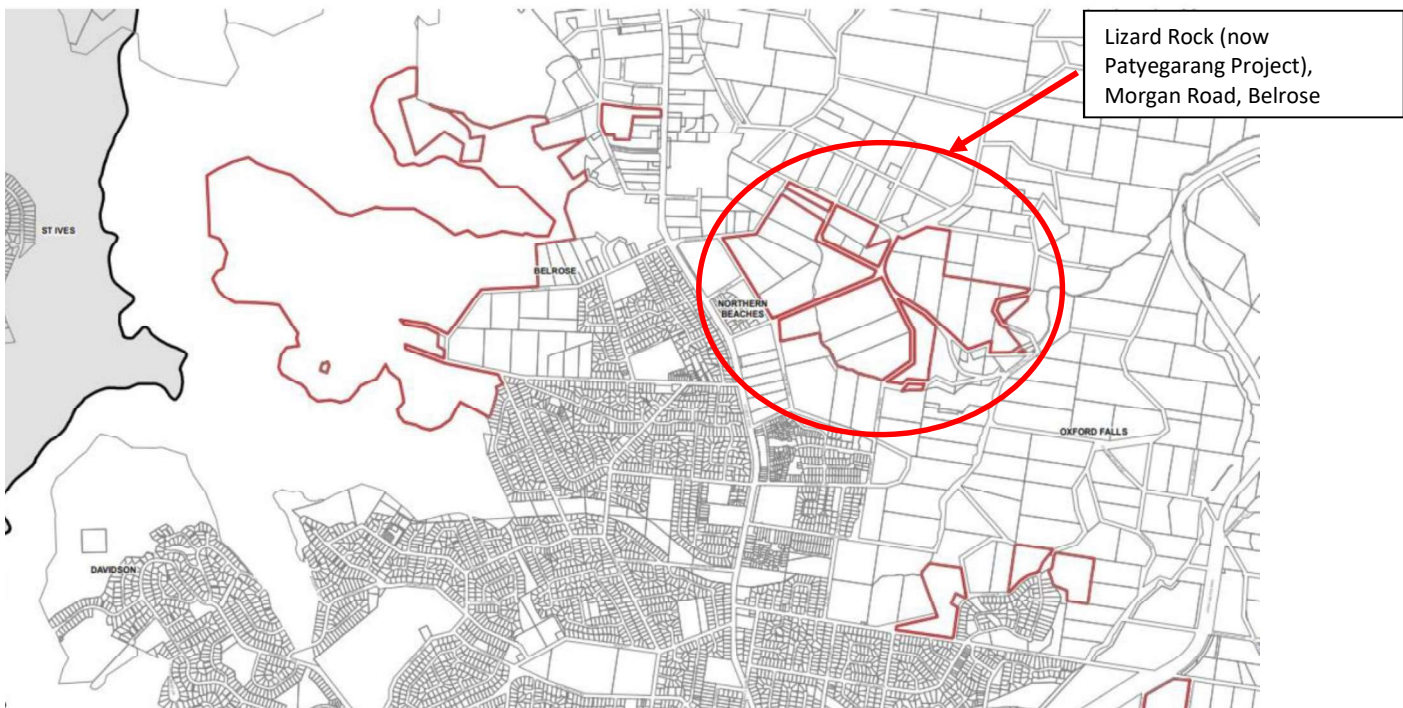 Lizard Rock (now
Patyegarang Project),
Morgan Road, Belrose
ST IVES
BELROSE
NORTHERN
BEACHES
OXFORD FALLS
DAVIDSON